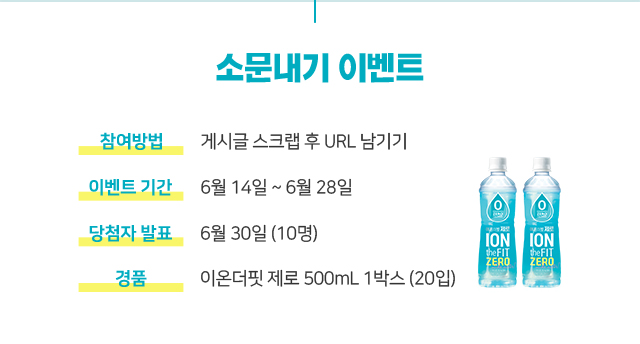 소문내기 이벤트
참여방법 게시글 스크랩 후 URL 남기기
이벤트 기간 6월 14일 ~ 6월 28일
당첨자 발표 6월 30일 (10명)
경품 이온더핏 제로 500mL 1박스 (20입)
0 0
ION ION
the FIT the FIT
ZERO ZERO